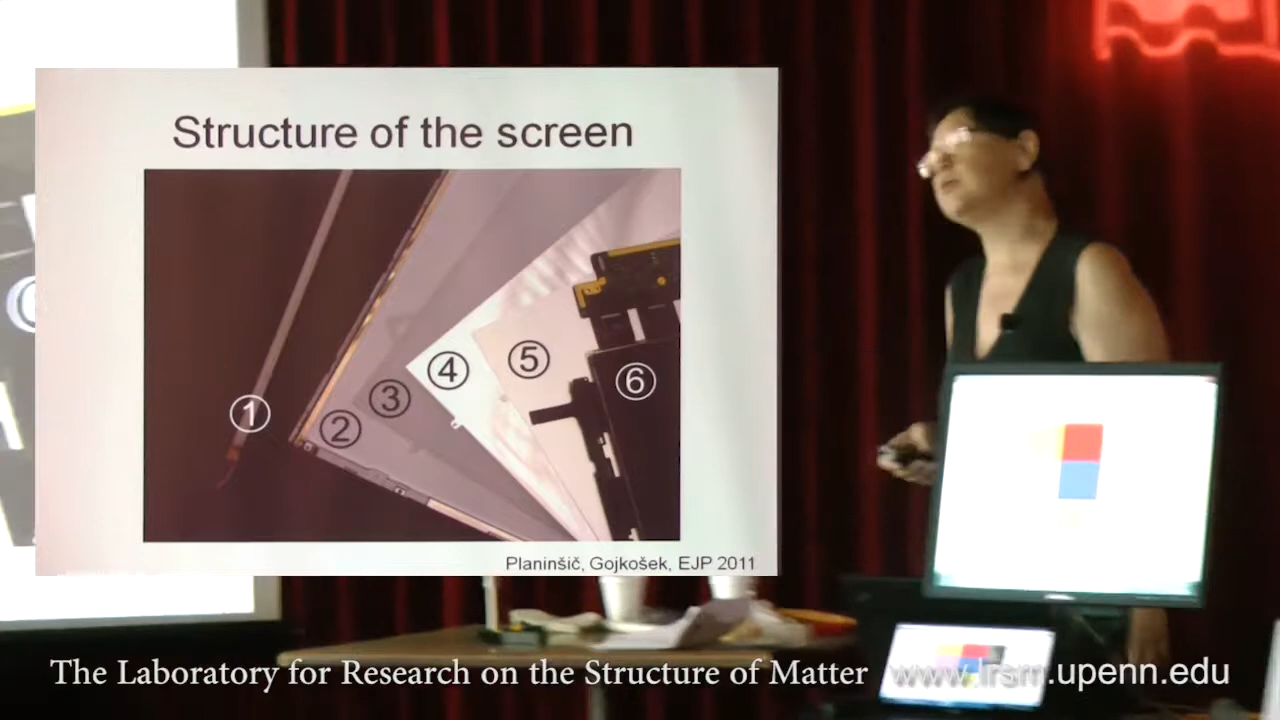 Structure of the screen
①
②
③
④
⑤
⑥
Planinšič, Gojkošek, EJP 2011
The Laboratory for Research on the Structure of Matter www.lrsm.upenn.edu